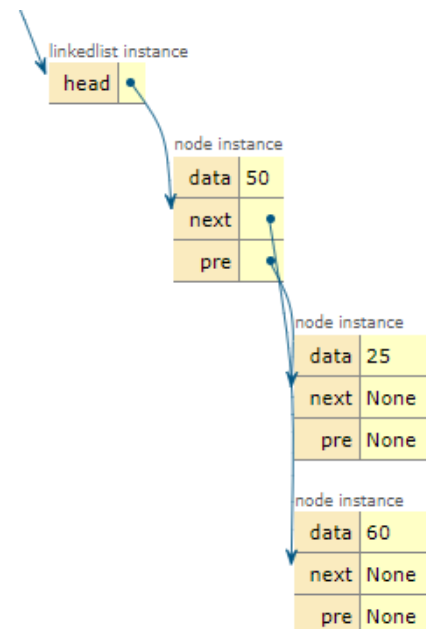 linkedlist instance
head
node instance
data 50
next
pre
node instance
data 25
next None
pre None
node instance
data 60
next None
pre None